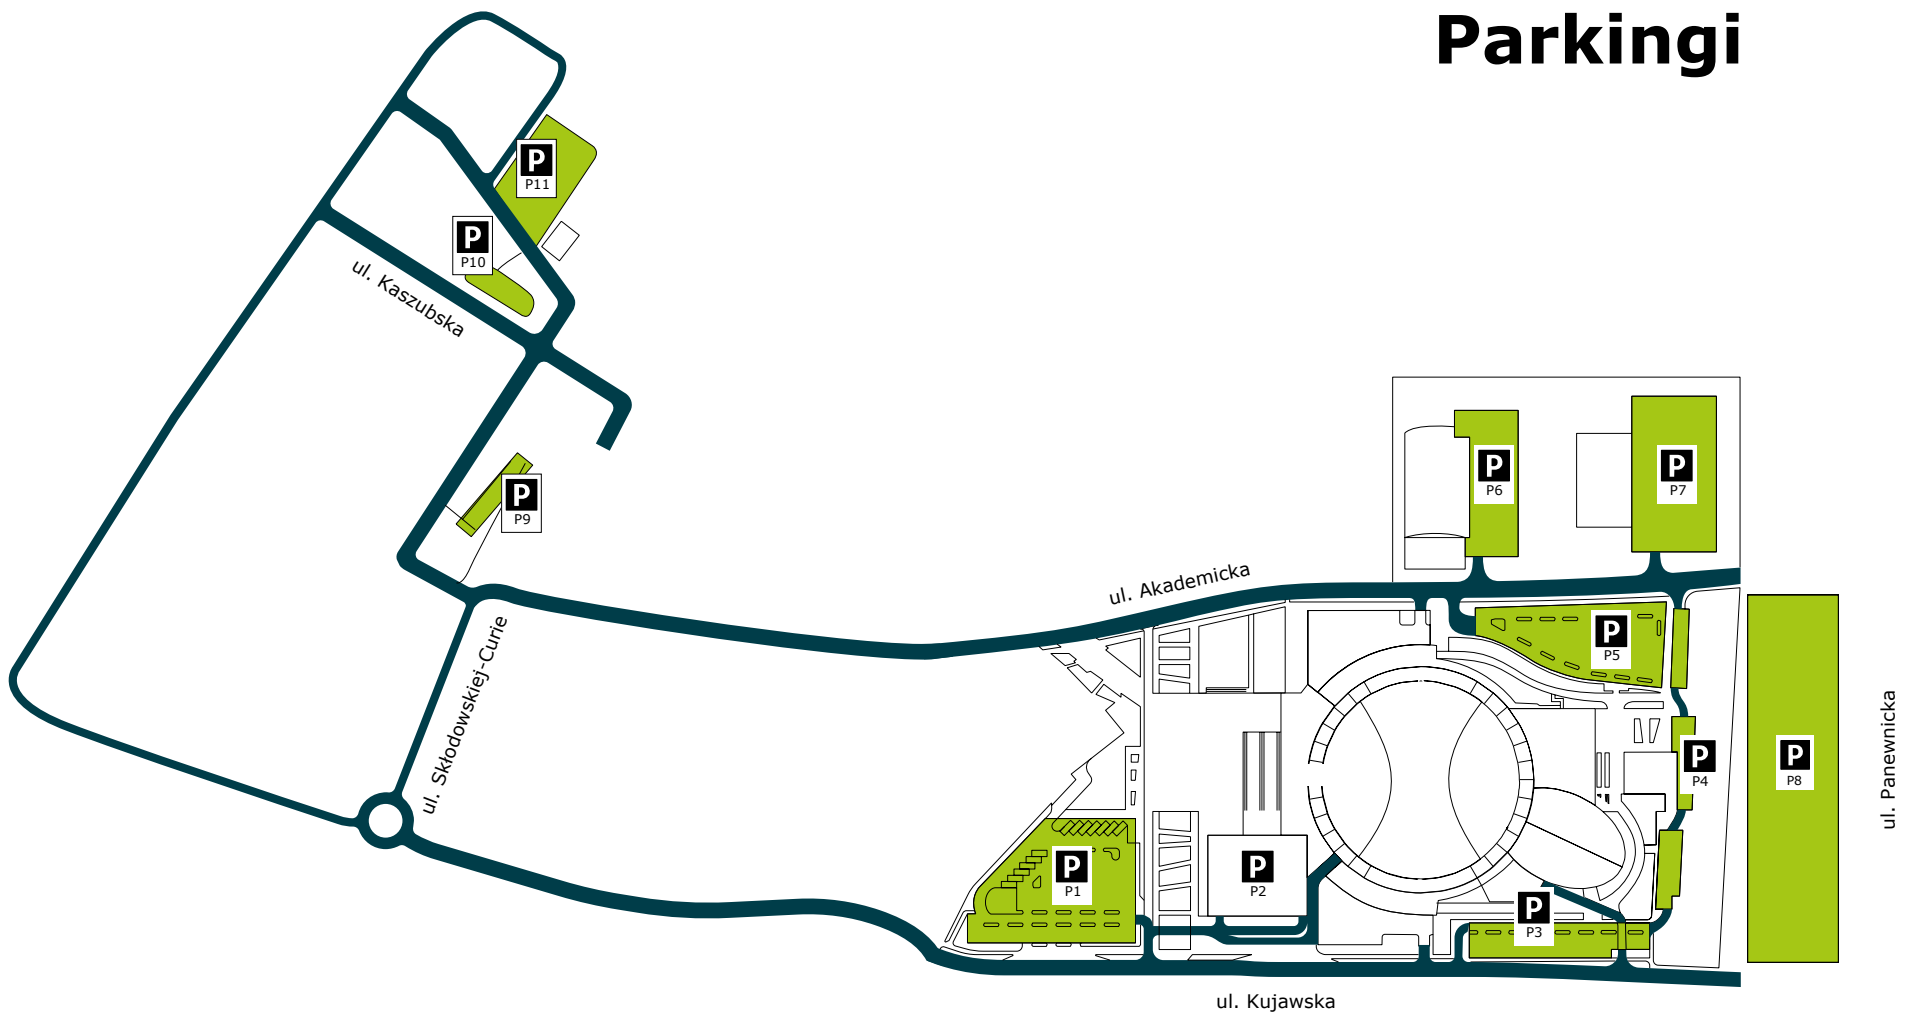 Parkingi
P
P11
P
P10
ul. Kaszubska
P
P9
ul. Skłodowskiej-Curie
ul. Akademicka
P
P6
P
P7
P
P5
P
P4
P
P8
ul. Panewnicka
P
P1
P
P2
P
P3
ul. Kujawska